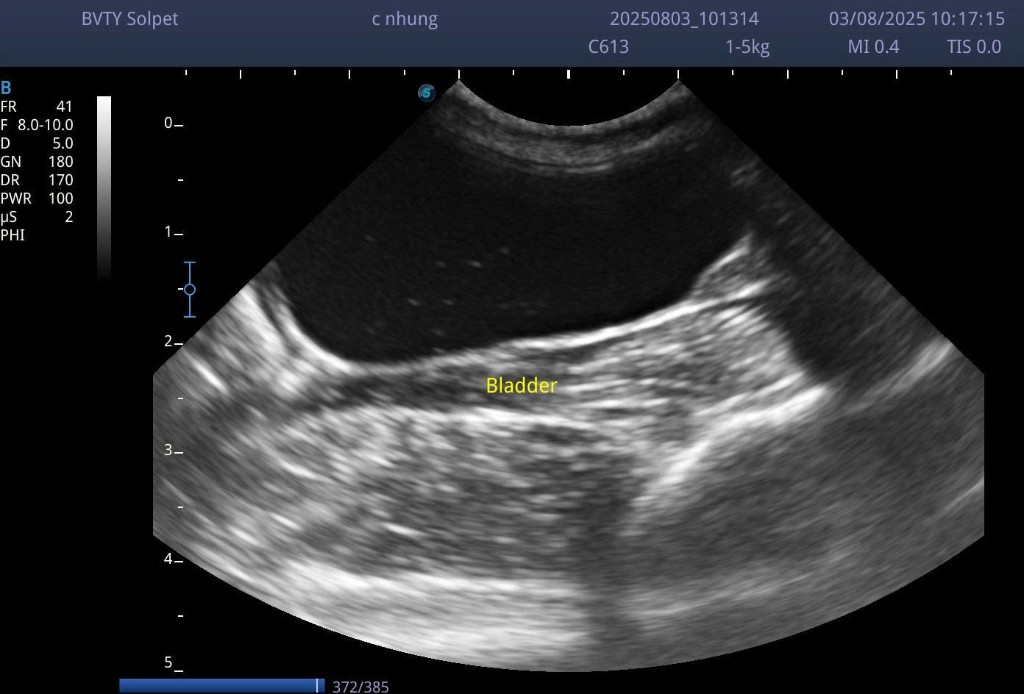 BVTY Solpet c nhung 20250803_101314 03/08/2025 10:17:15
C613 1-5kg MI 0.4 TIS 0.0
B
FR 41
F 8.0-10.0
D 5.0
GN 180
DR 170
PWR 100
µS 2
PHI
S
0
1
2
3
4
5
Bladder
372/385